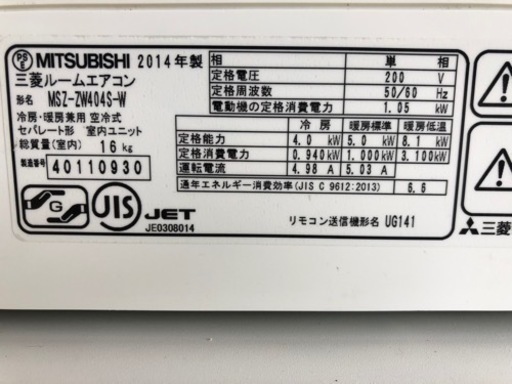 PS E MITSUBISHI 2014年製
三菱ルームエアコン
形名 MSZ-ZW404S-W
冷房・暖房兼用 空冷式
セパレート形 室内ユニット
総質量(室内) 16 kg
製造番号 40110930
G JIS JET
JE0308014
相 単 相
定格電圧 200 V
定格周波数 50/60 Hz
電動機の定格消費電力 1.05 kW
冷房 暖房標準 暖房低温
定格能力 4.0 kW 5.0 kW 8.1 kW
定格消費電力 0.940 kW 1.000 kW 3.100 kW
運転電流 4.98 A 5.03 A
通年エネルギー消費効率(JIS C 9612:2013) 6.6
リモコン送信機形名 UG141
三菱